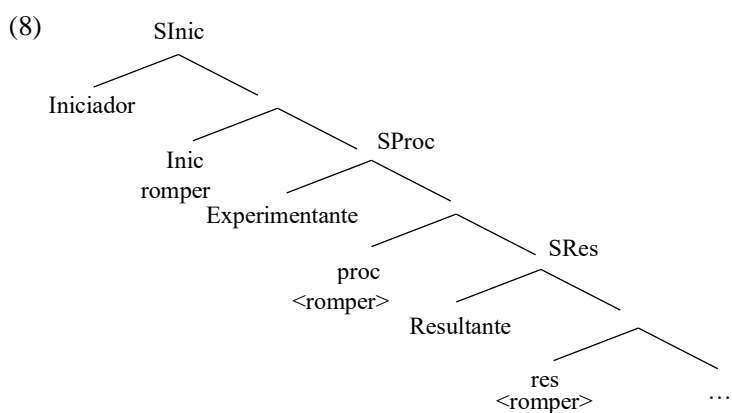 (8)
SInic
Iniciador
Inic
romper
SProc
Experimentante
proc
<romper>
SRes
Resultante
res
<romper>
…